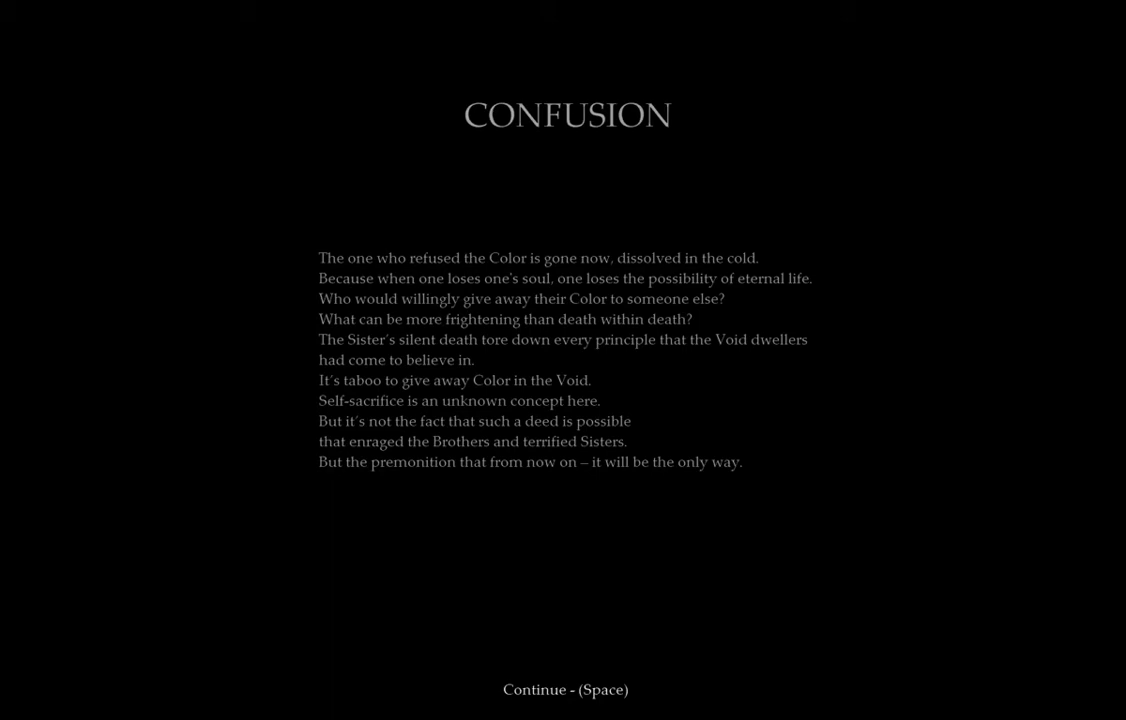 CONFUSION
The one who refused the Color is gone now, dissolved in the cold.
Because when one loses one's soul, one loses the possibility of eternal life.
Who would willingly give away their Color to someone else?
What can be more frightening than death within death?
The Sister's silent death tore down every principle that the Void dwellers
had come to believe in.
It's taboo to give away Color in the Void.
Self-sacrifice is an unknown concept here.
But it's not the fact that such a deed is possible
that enraged the Brothers and terrified Sisters.
But the premonition that from now on – it will be the only way.
Continue - (Space)